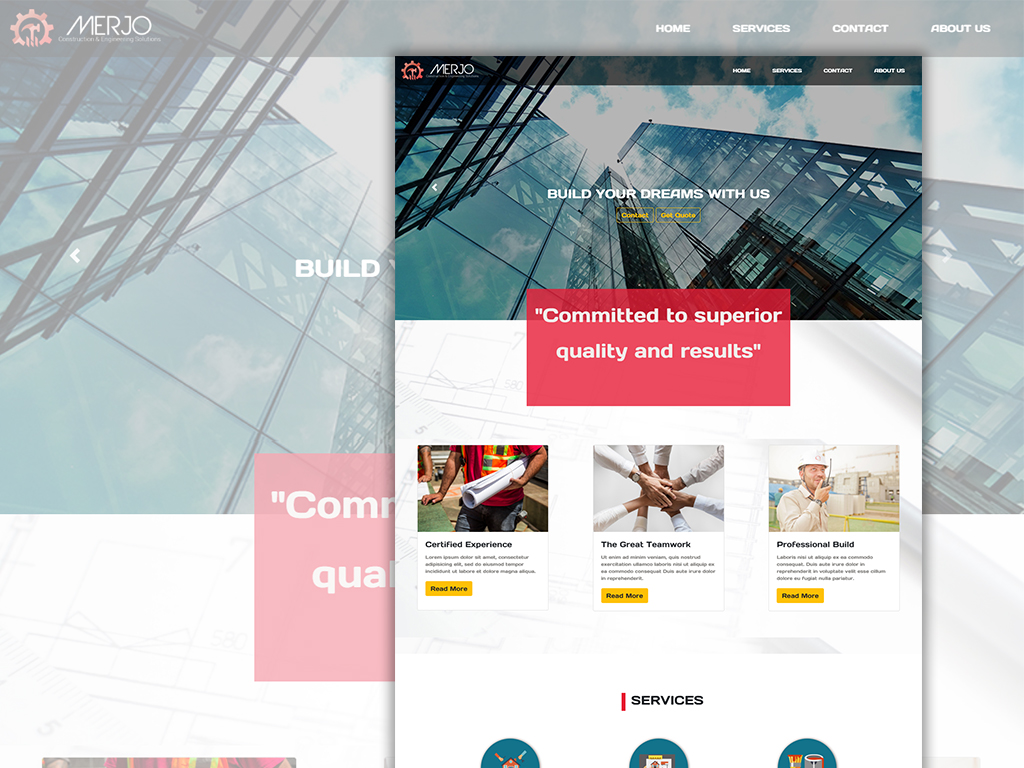 MERJO
Construction & Engineering Solutions
HOME SERVICES CONTACT ABOUT US
MERJO
Construction & Engineering Solutions
HOME SERVICES CONTACT ABOUT US
BUILD YOUR DREAMS WITH US
Contact Get Quote
BUILD
"Committed to superior
quality and results"
"Comm
qual
Certified Experience
Lorem ipsum dolor sit amet, consectetur
adipisicing elit, sed do eiusmod tempor
incididunt ut labore et dolore magna aliqua.
Read More
The Great Teamwork
Ut enim ad minim veniam, quis nostrud
exercitation ullamco laboris nisi ut aliquip ex
ea commodo consequat Duis aute irure dolor
in reprehenderit.
Read More
Professional Build
Laboris nisi ut aliquip ex ea commodo
consequat. Duis aute irure dolor in
reprehenderit in voluptate velit esse cillum
dolore eu fugiat nulla pariatur.
Read More
580
580
SERVICES